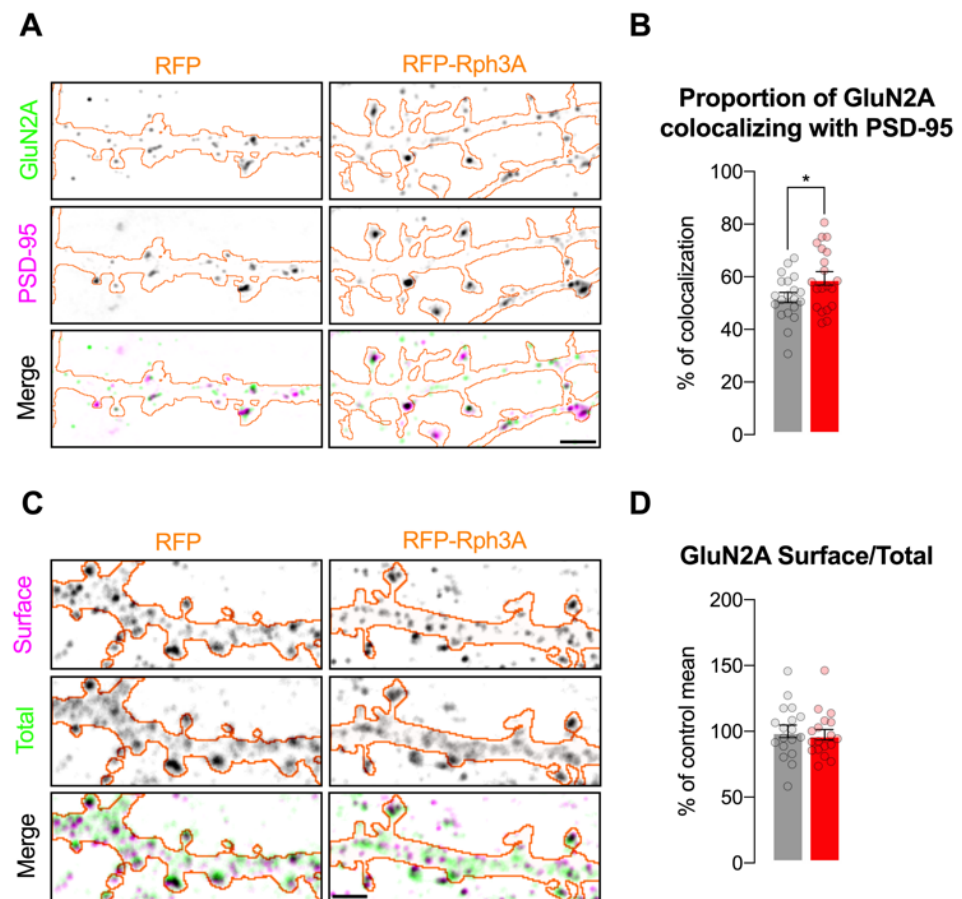 A
RFP
RFP-Rph3A
GluN2A
PSD-95
Merge
B
Proportion of GluN2A
colocalizing with PSD-95
% of colocalization
100
80
60
40
20
0
*
C
RFP
RFP-Rph3A
Surface
Total
Merge
D
GluN2A Surface/Total
% of control mean
200
150
100
50
0